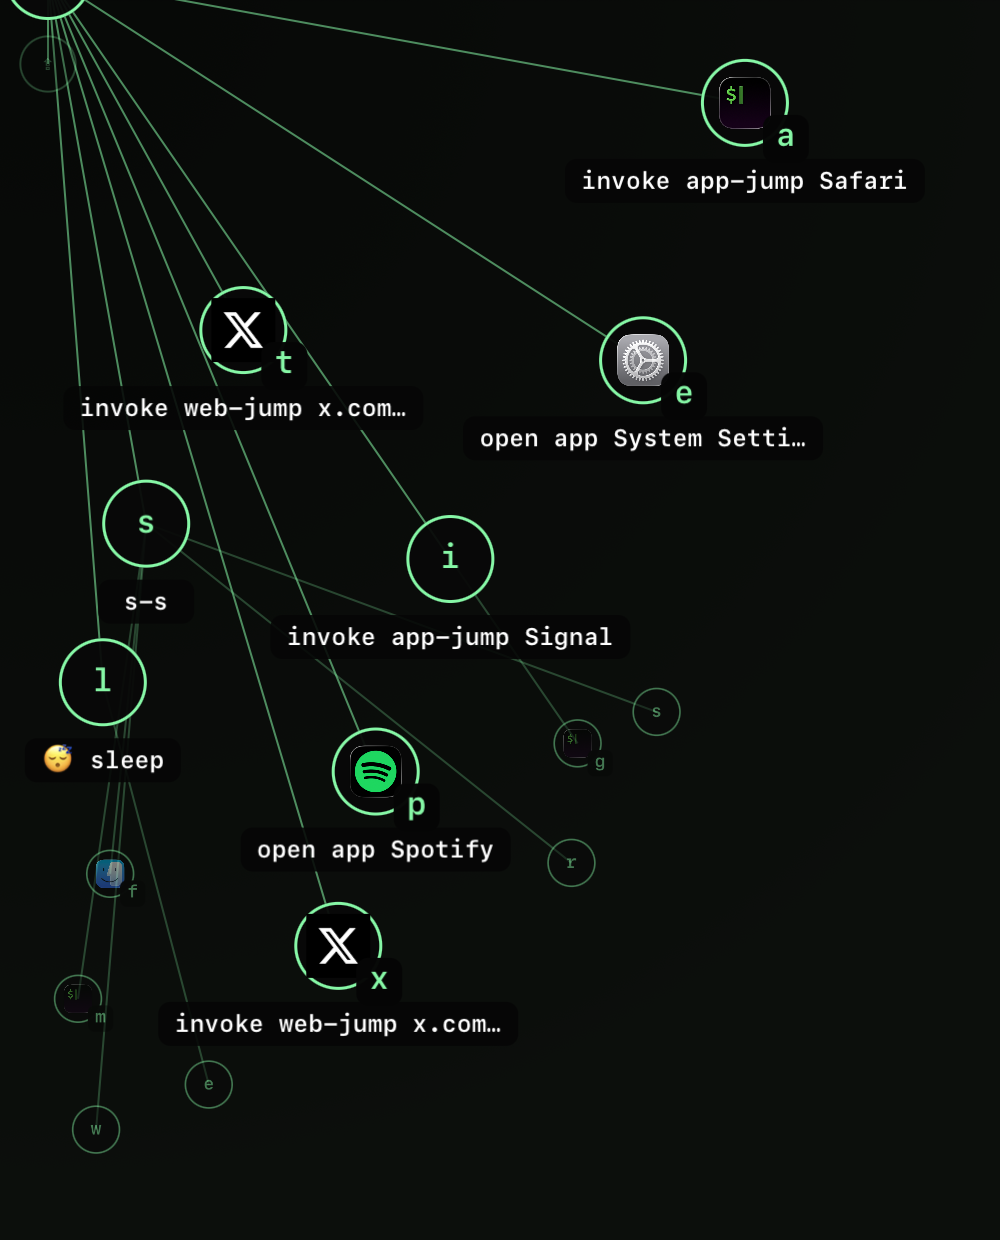 $
a
invoke app-jump Safari
t
invoke web-jump x.com…
e
open app System Setti…
s
s-s
i
invoke app-jump Signal
l
😴 sleep
s
$
g
p
open app Spotify
r
f
x
invoke web-jump x.com…
$
m
e
w